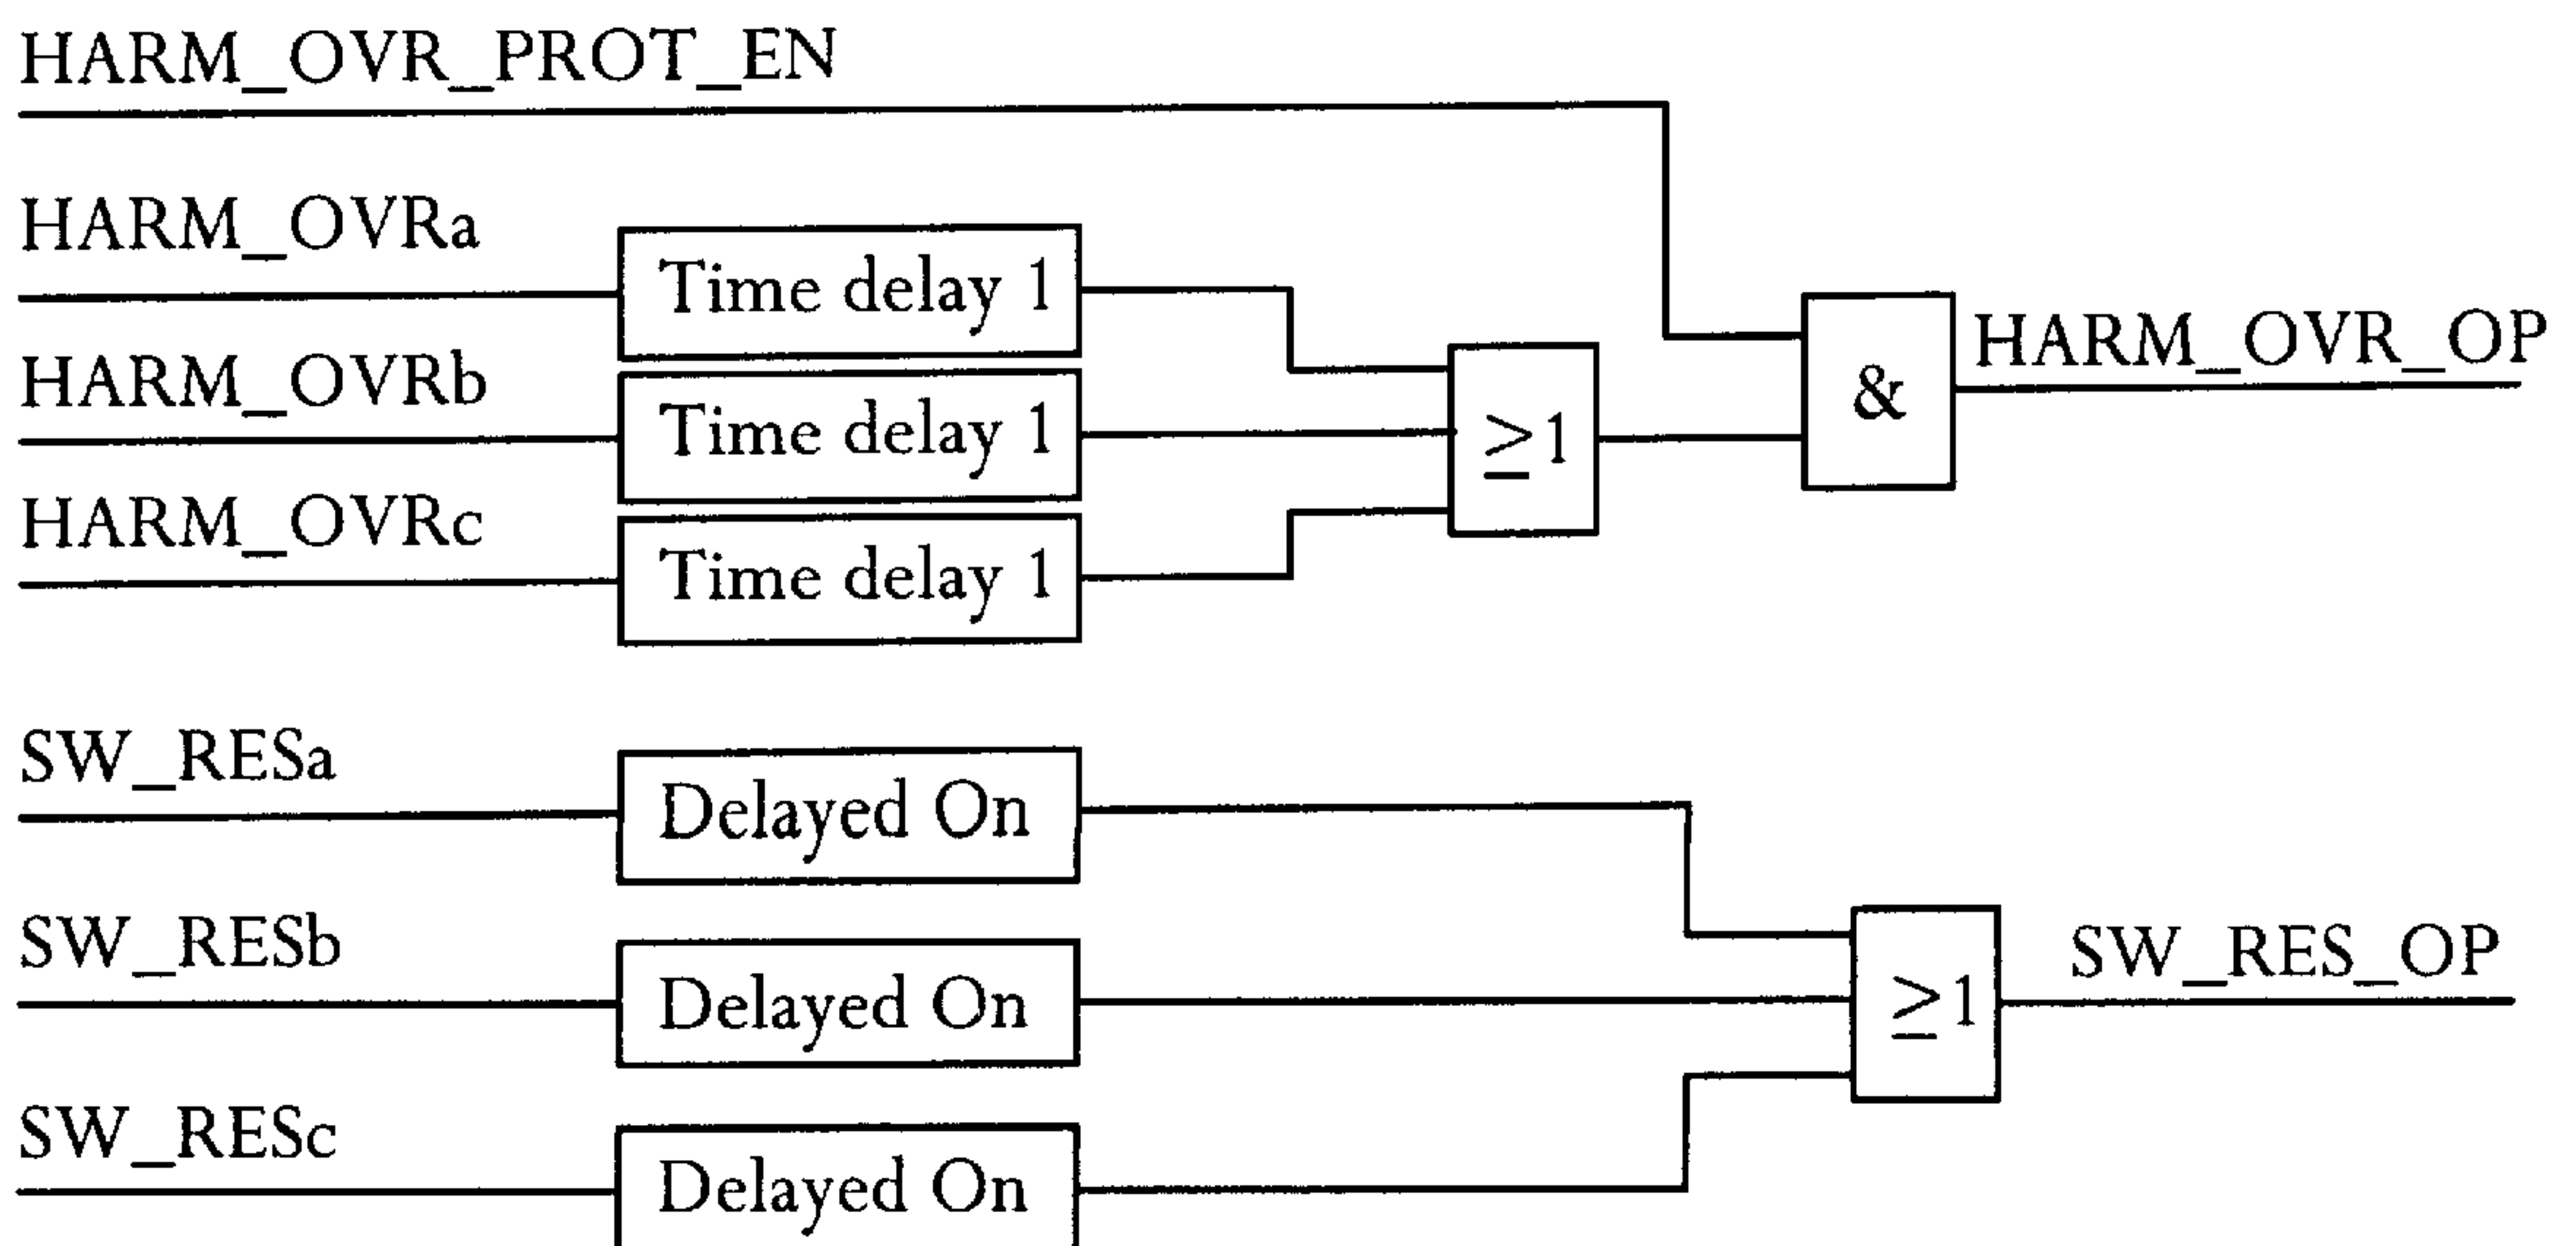 HARM_OVR_PROT_EN
HARM_OVRa
Time delay 1
HARM_OVRb
Time delay 1
HARM_OVRc
Time delay 1
≥1
&
HARM_OVR_OP
SW_RESa
Delayed On
SW_RESb
Delayed On
SW_RESc
Delayed On
≥1
SW_RES_OP